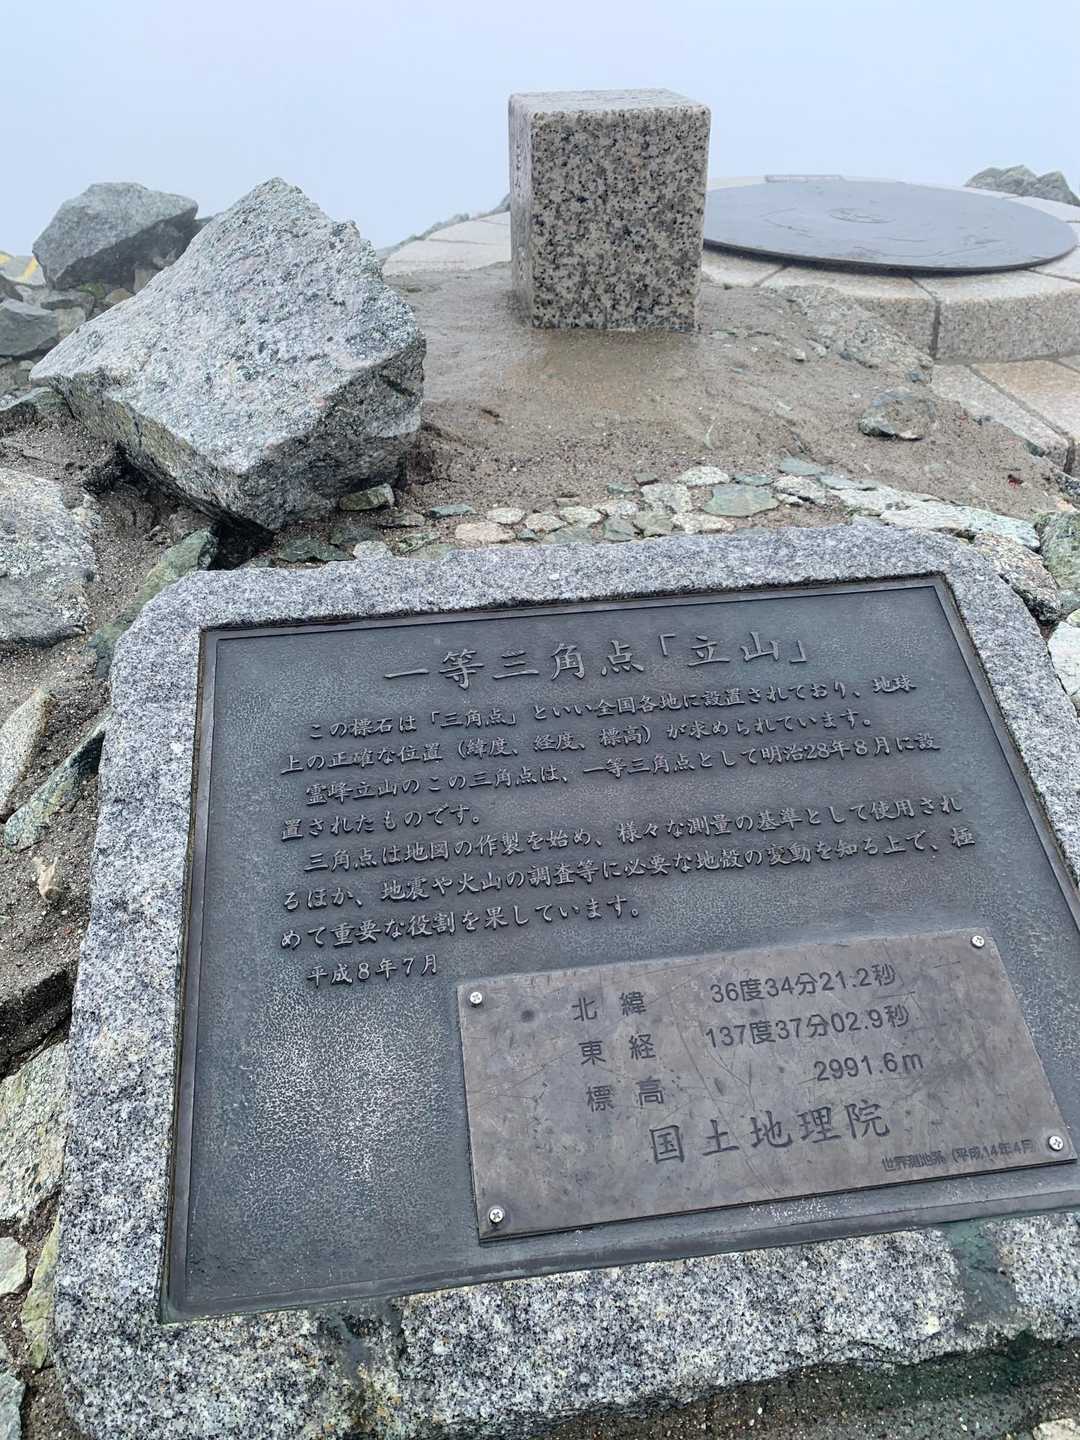 一等三角点「立山」
この標石は「三角点」といい全国各地に設置されており、地球
上の正確な位置（緯度、経度、標高）が求められています。
霊峰立山のこの三角点は、一等三角点として明治28年8月に設
置されたものです。
三角点は地図の作製を始め、様々な測量の基準として使用され
るほか、地震や火山の調査等に必要な地殻の変動を知る上で、極
めて重要な役割を果しています。
平成8年7月
北緯 36度34分21.2秒
東経 137度37分02.9秒
標高 2991.6m
国土地理院
世界測地系（平成14年4月